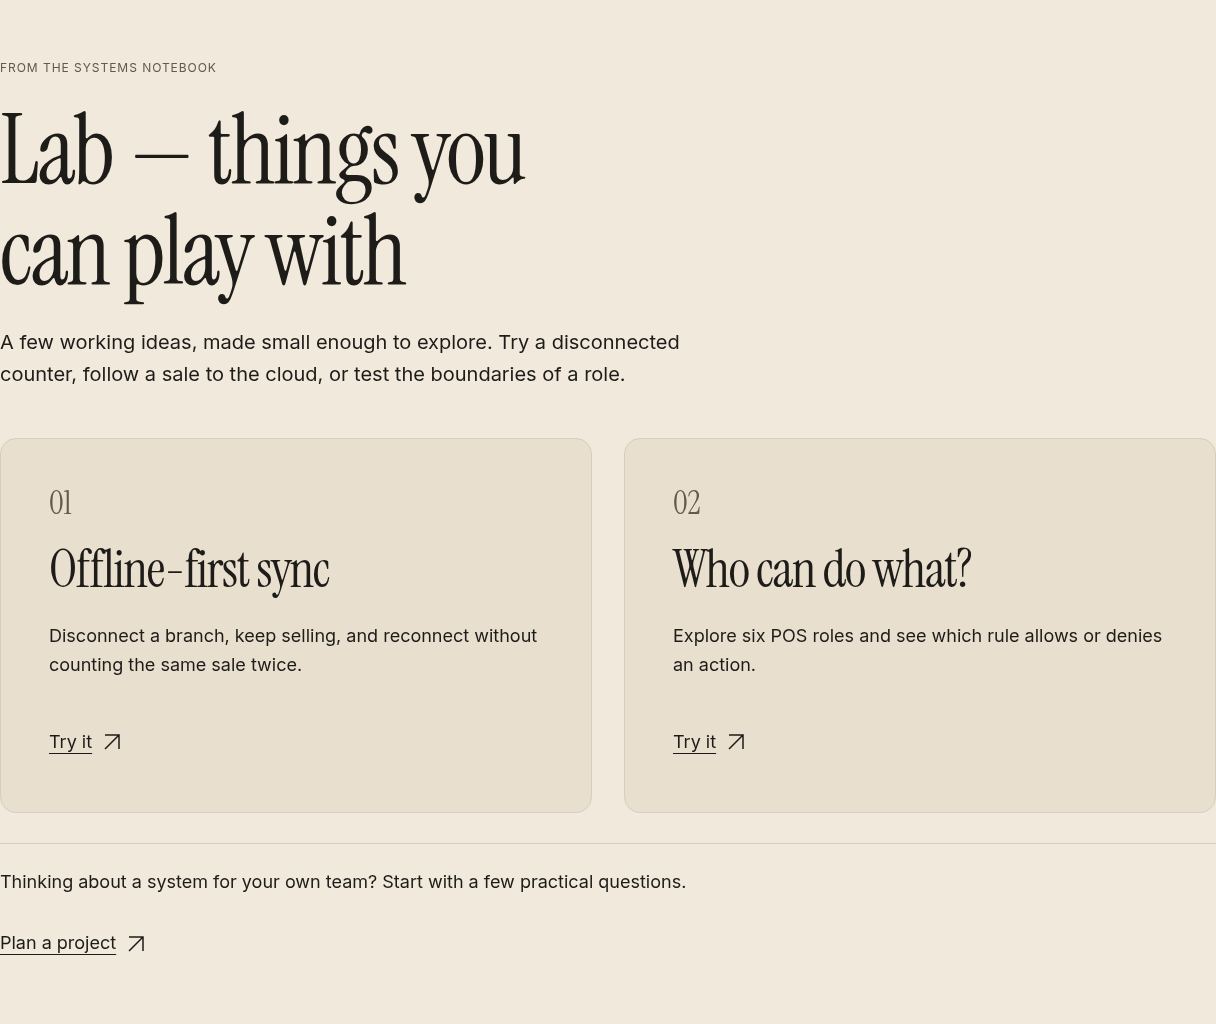 FROM THE SYSTEMS NOTEBOOK
Lab — things you
can play with
A few working ideas, made small enough to explore. Try a disconnected
counter, follow a sale to the cloud, or test the boundaries of a role.
01
Offline-first sync
Disconnect a branch, keep selling, and reconnect without
counting the same sale twice.
Try it
02
Who can do what?
Explore six POS roles and see which rule allows or denies
an action.
Try it
Thinking about a system for your own team? Start with a few practical questions.
Plan a project